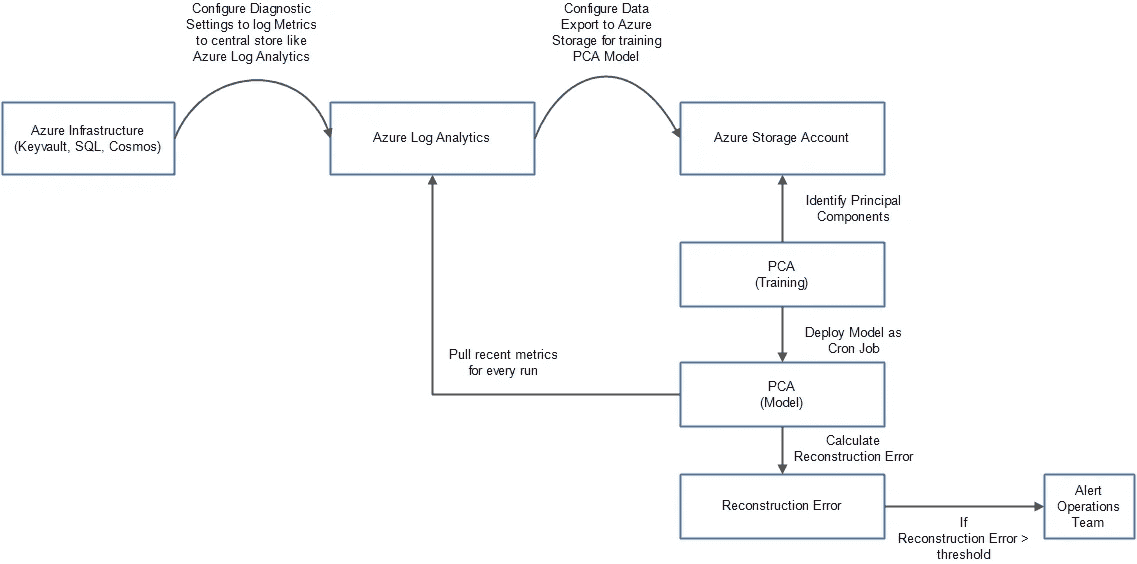 Configure Diagnostic
Settings to log Metrics
to central store like
Azure Log Analytics
Configure Data
Export to Azure
Storage for training
PCA Model
Azure Infrastructure
(Keyvault, SQL, Cosmos)
Azure Log Analytics
Azure Storage Account
Identify Principal
Components
PCA
(Training)
Deploy Model as
Cron Job
Pull recent metrics
for every run
PCA
(Model)
Calculate
Reconstruction Error
Reconstruction Error
Alert
Operations
Team
If
Reconstruction Error >
threshold